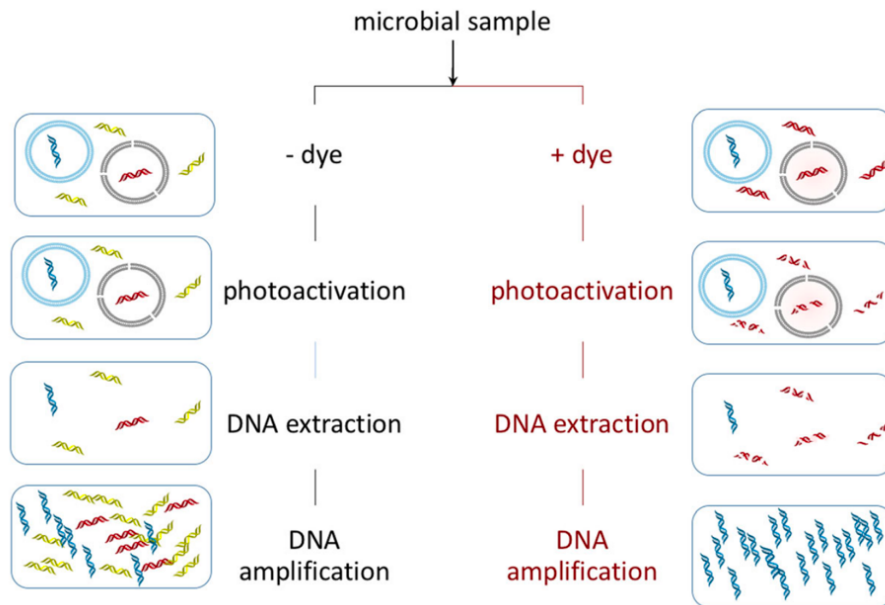 microbial sample
- dye
+ dye
photoactivation
photoactivation
DNA extraction
DNA extraction
DNA
amplification
DNA
amplification